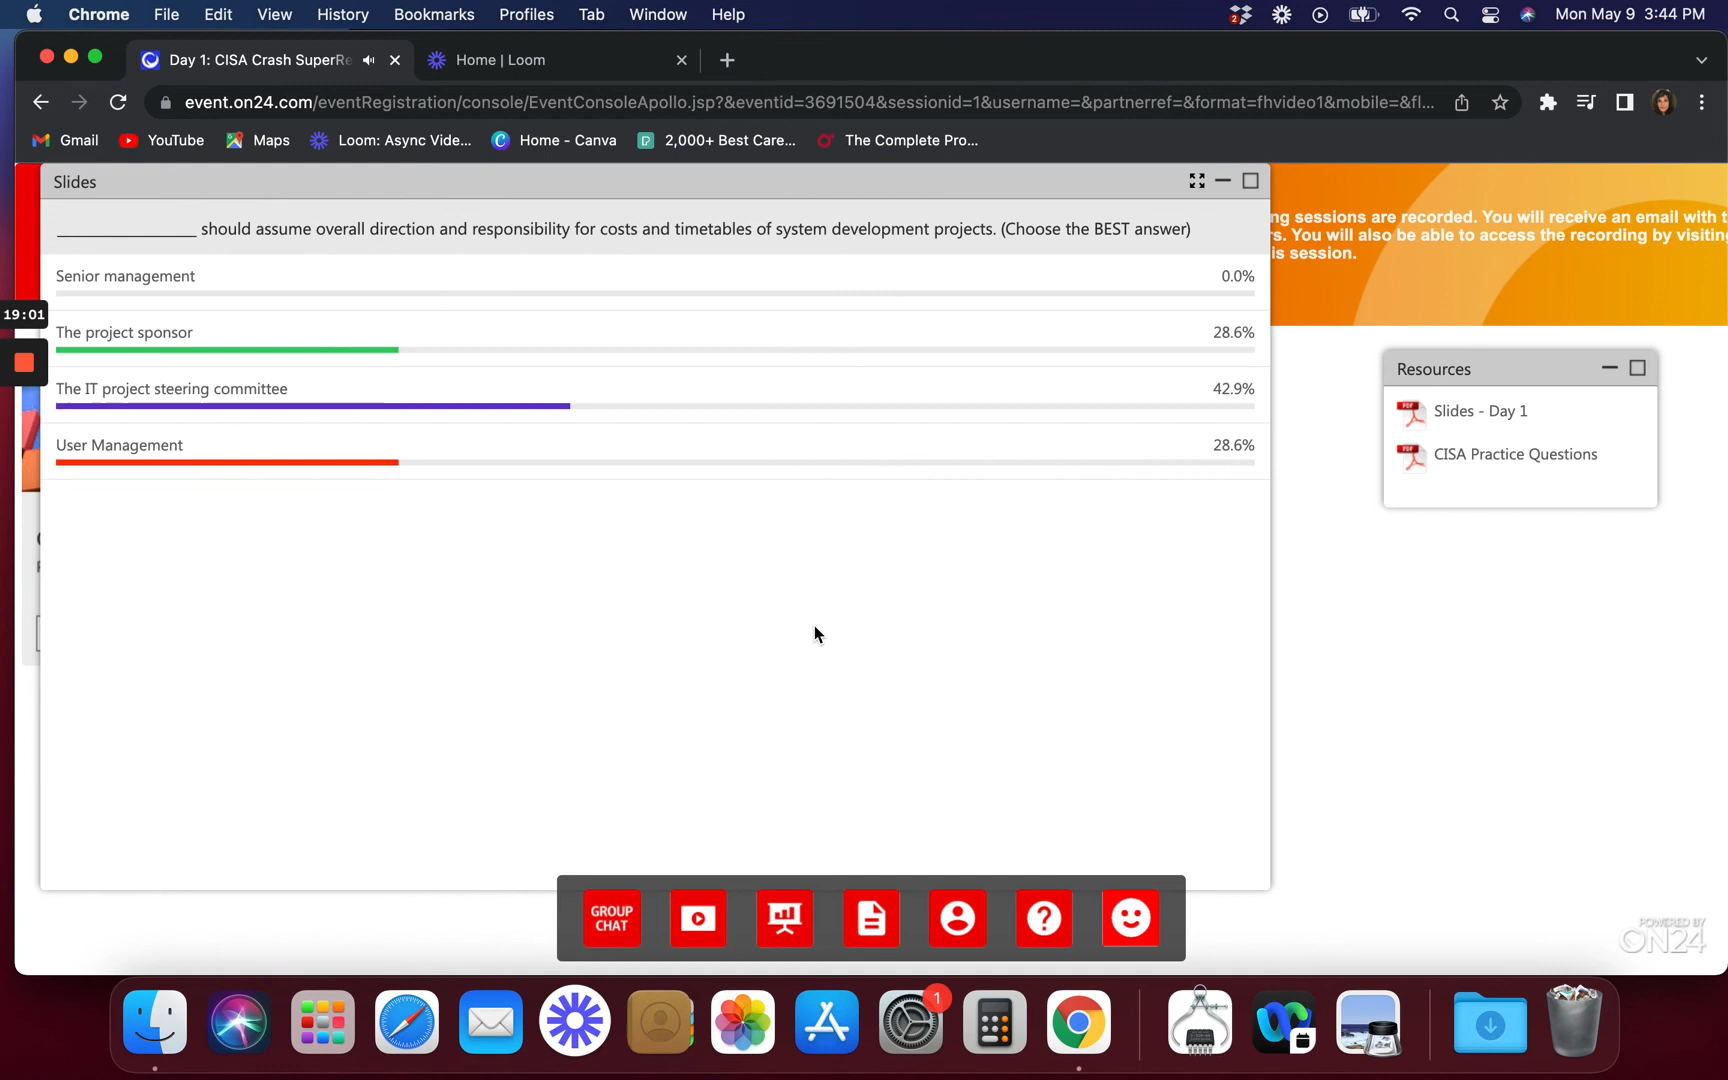 Chrome File Edit View History Bookmarks Profiles Tab Window Help
2
Mon May 9 3:44 PM
Day 1: CISA Crash SuperRe
Home | Loom
event.on24.com/eventRegistration/console/EventConsoleApollo.jsp?&eventid=3691504&sessionid=1&username=&partnerref=&format=fhvideo1&mobile=&fl...
Gmail YouTube Maps Loom: Async Vide... Home - Canva 2,000+ Best Care... The Complete Pro...
Slides
________________ should assume overall direction and responsibility for costs and timetables of system development projects. (Choose the BEST answer)
Senior management 0.0%
The project sponsor 28.6%
The IT project steering committee 42.9%
User Management 28.6%
19:01
ng sessions are recorded. You will receive an email with t
rs. You will also be able to access the recording by visiting
is session.
Resources
PDF Slides - Day 1
PDF CISA Practice Questions
GROUP
CHAT
POWERED BY
ON24
1